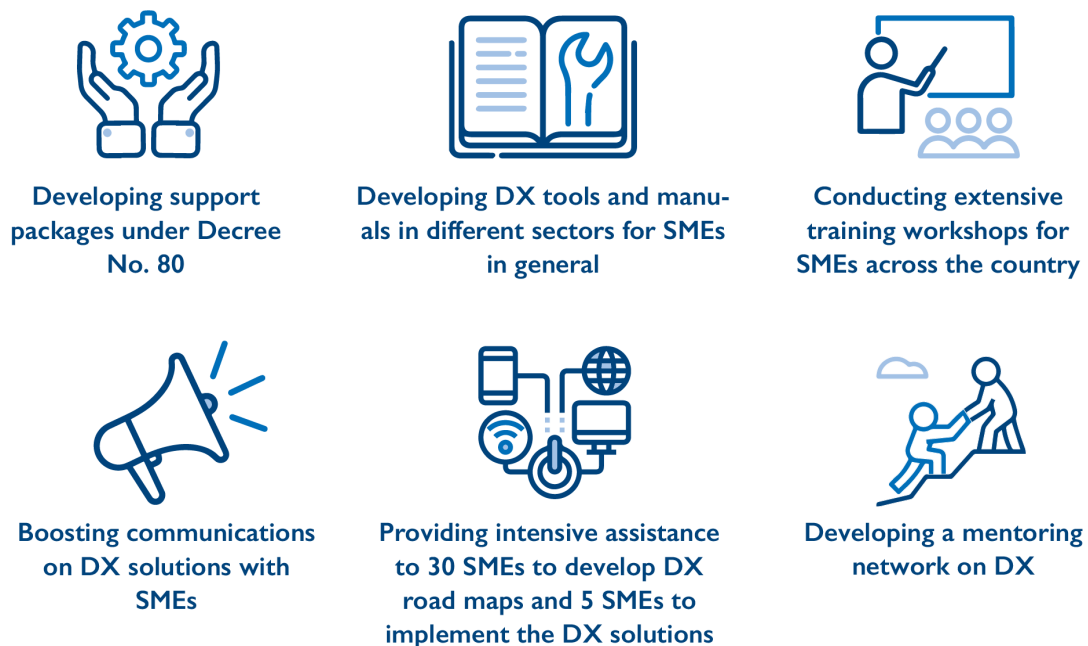 Developing support
packages under Decree
No. 80
Developing DX tools and manu-
als in different sectors for SMEs
in general
Conducting extensive
training workshops for
SMEs across the country
Boosting communications
on DX solutions with
SMEs
Providing intensive assistance
to 30 SMEs to develop DX
road maps and 5 SMEs to
implement the DX solutions
Developing a mentoring
network on DX